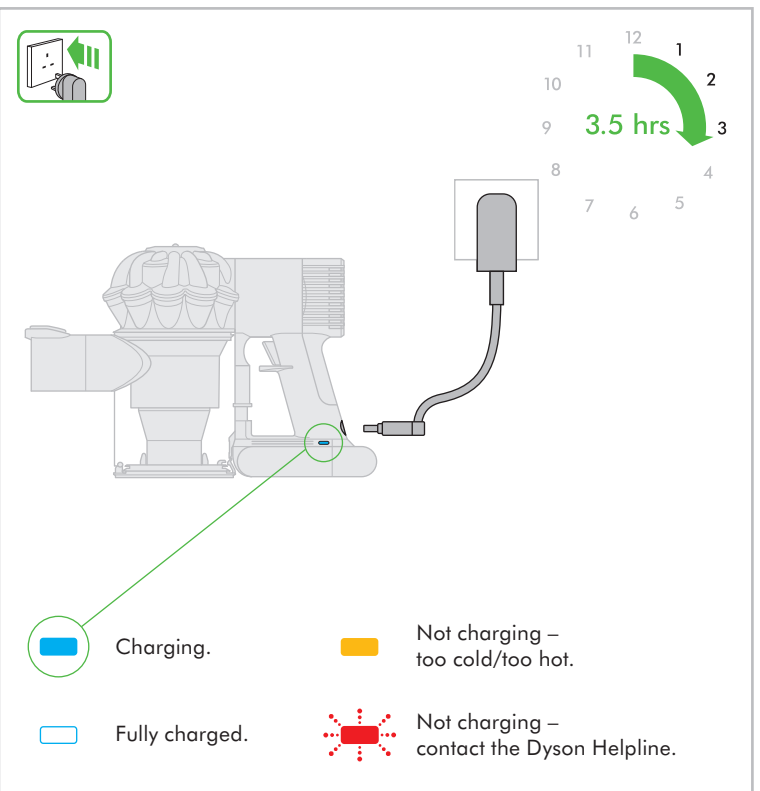 12
1
2
3
4
5
6
7
8
9
10
11
3.5 hrs
Charging.
Not charging –
too cold/too hot.
Fully charged.
Not charging –
contact the Dyson Helpline.